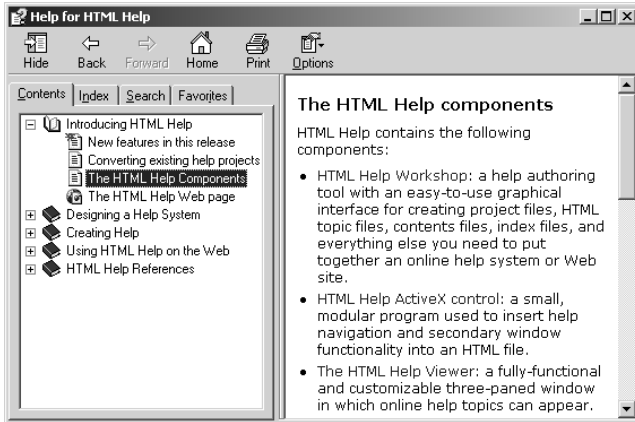 Help for HTML Help
Hide Back Forward Home Print Options
Contents Index Search Favorites
Introducing HTML Help
New features in this release
Converting existing help projects
The HTML Help Components
The HTML Help Web page
Designing a Help System
Creating Help
Using HTML Help on the Web
HTML Help References
The HTML Help components
HTML Help contains the following
components:
• HTML Help Workshop: a help authoring
tool with an easy-to-use graphical
interface for creating project files, HTML
topic files, contents files, index files, and
everything else you need to put
together an online help system or Web
site.
• HTML Help ActiveX control: a small,
modular program used to insert help
navigation and secondary window
functionality into an HTML file.
• The HTML Help Viewer: a fully-functional
and customizable three-paned window
in which online help topics can appear.